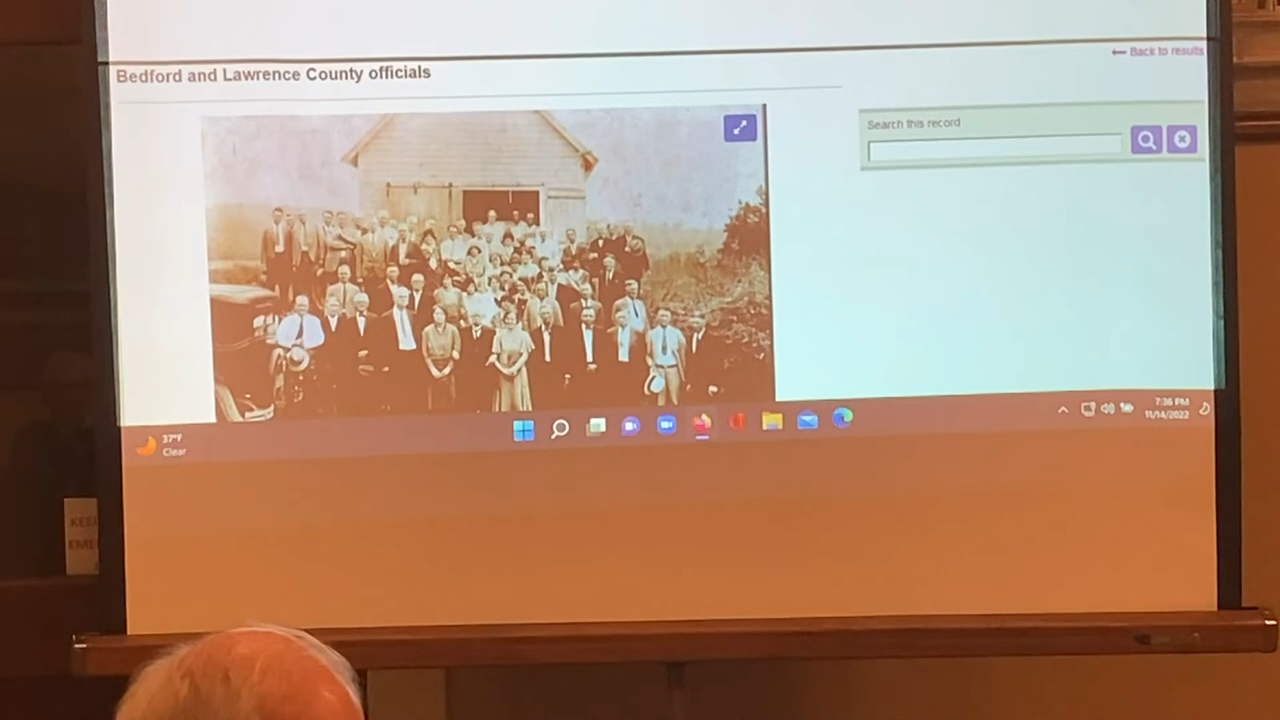 Back to results
Bedford and Lawrence County officials
Search this record
37°F
Clear
7:36 PM
11/14/2022